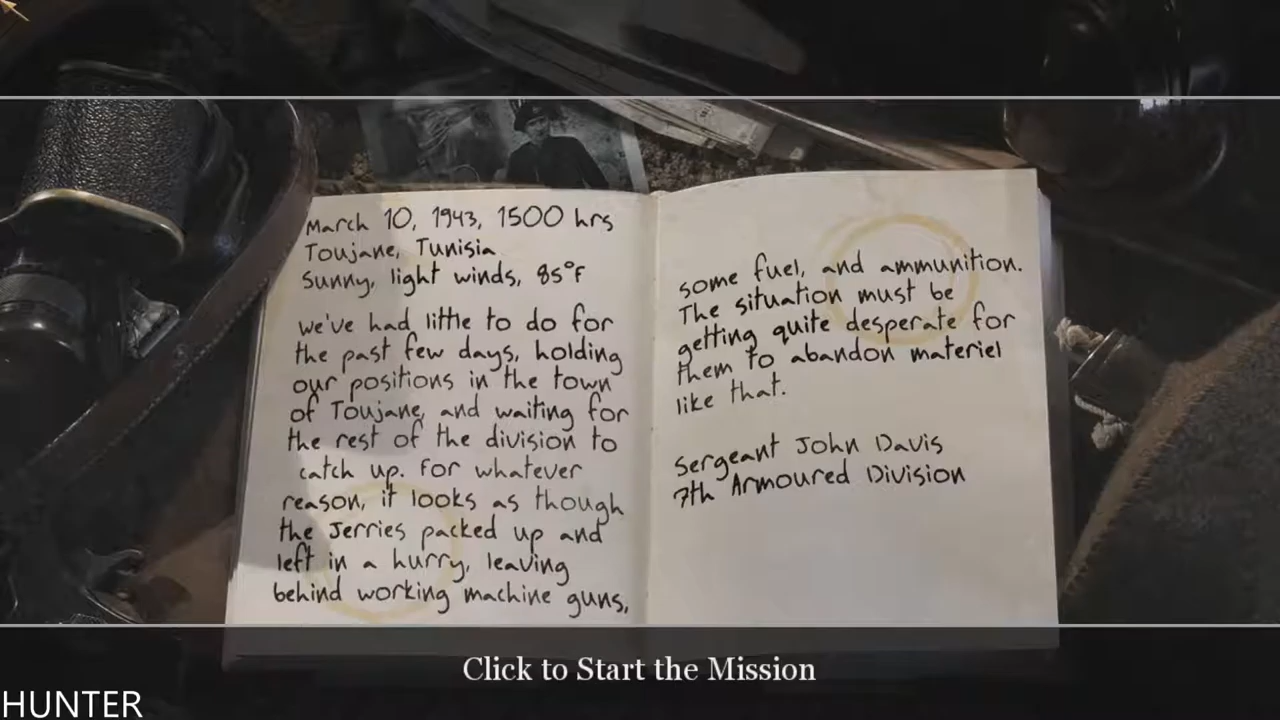 March 10, 1943, 1500 hrs
Toujane, Tunisia
Sunny, light winds, 85°F
we've had little to do for
the past few days, holding
our positions in the town
of Toujane, and waiting for
the rest of the division to
catch up. For whatever
reason, it looks as though
the Jerries packed up and
left in a hurry, leaving
behind working machine guns,
some fuel, and ammunition.
The situation must be
getting quite desperate for
them to abandon materiel
like that.
Sergeant John Davis
7th Armoured Division
Click to Start the Mission
HUNTER